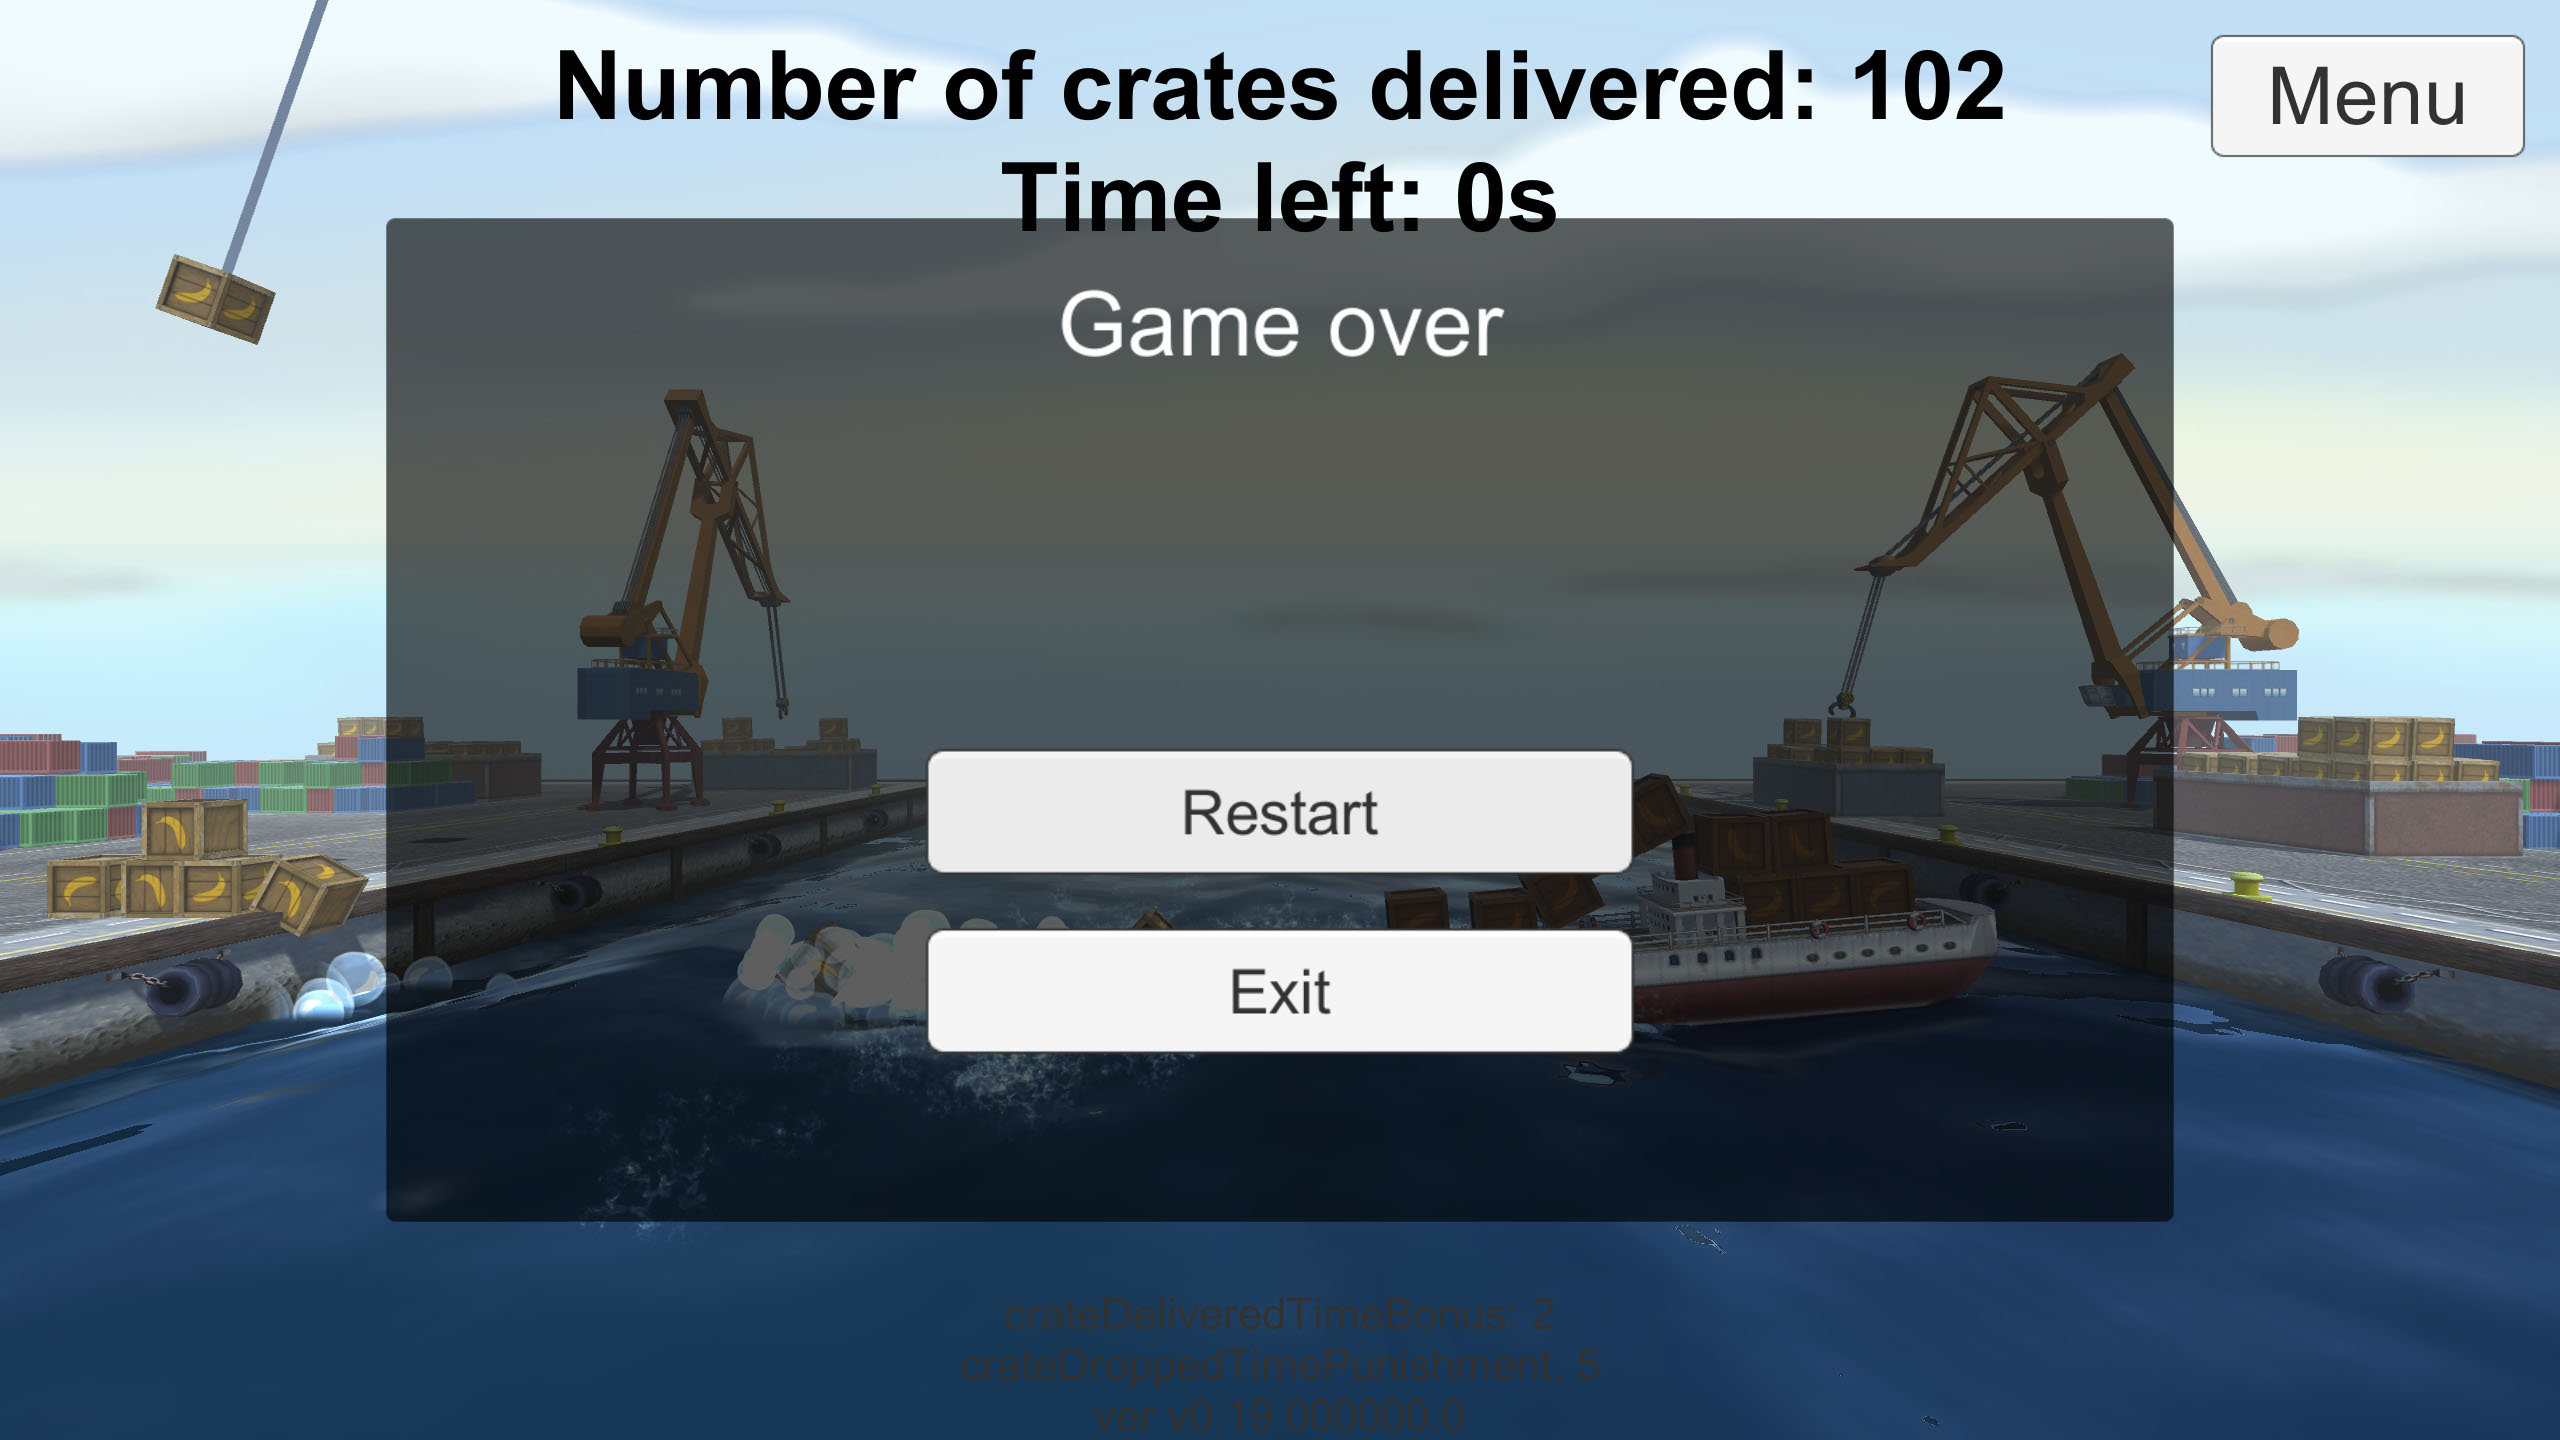 Number of crates delivered: 102
Menu
Time left: 0s
Game over
Restart
Exit
crateDeliveredTimeBonus: 2
crateDroppedTimePunishment: 5
ver v0.19.000000.0